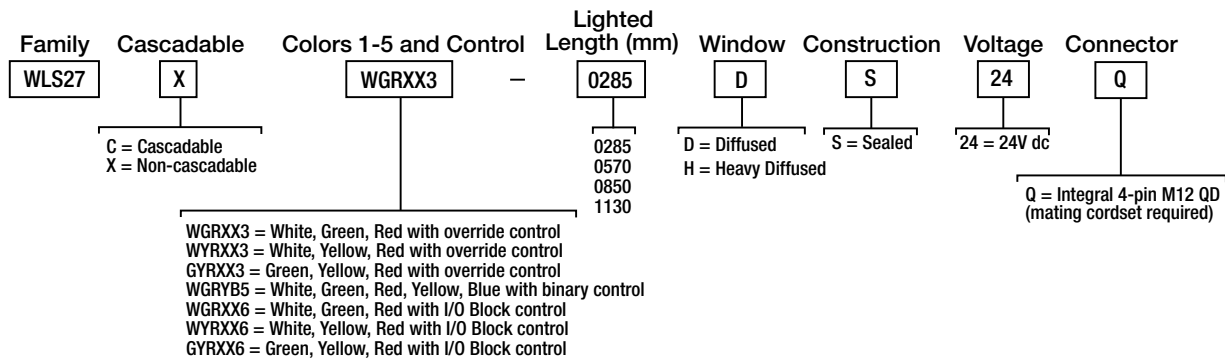 Family Cascadable Colors 1-5 and Control Lighted Length (mm) Window Construction Voltage Connector
WLS27 X WGRXX3 – 0285 D S 24 Q
C = Cascadable
X = Non-cascadable
0285
0570
0850
1130
D = Diffused
H = Heavy Diffused
S = Sealed
24 = 24V dc
Q = Integral 4-pin M12 QD
(mating cordset required)
WGRXX3 = White, Green, Red with override control
WYRXX3 = White, Yellow, Red with override control
GYRXX3 = Green, Yellow, Red with override control
WGRYB5 = White, Green, Red, Yellow, Blue with binary control
WGRXX6 = White, Green, Red with I/O Block control
WYRXX6 = White, Yellow, Red with I/O Block control
GYRXX6 = Green, Yellow, Red with I/O Block control